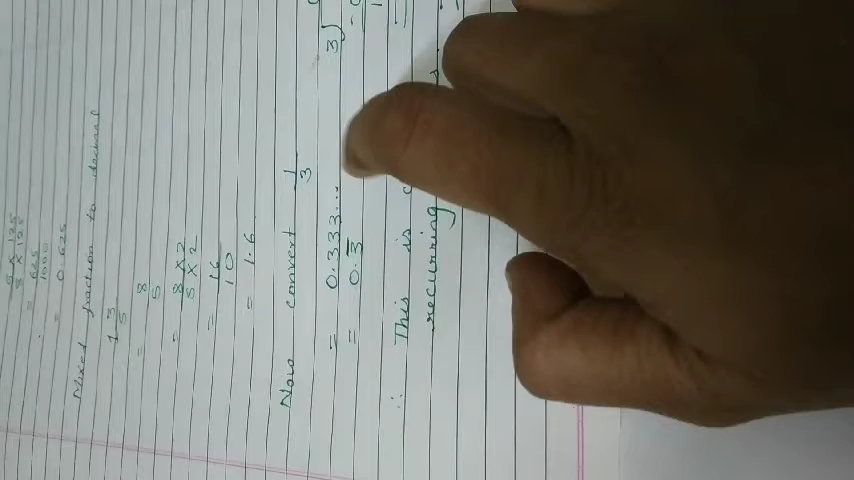 5 × 125
8 × 125
= 625
1000
= 0.625
Mixed fraction to decimal
1 3/5
= 8/5
= 8 × 2
5 × 2
= 16
10
= 1.6
Now convert 1/3
= 0.333...
= 0.3̅
3)
∴ This is
recurring